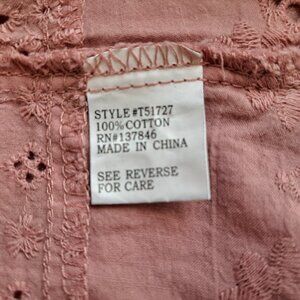 STYLE#T51727
100%COTTON
RN#137846
MADE IN CHINA
SEE REVERSE
FOR CARE